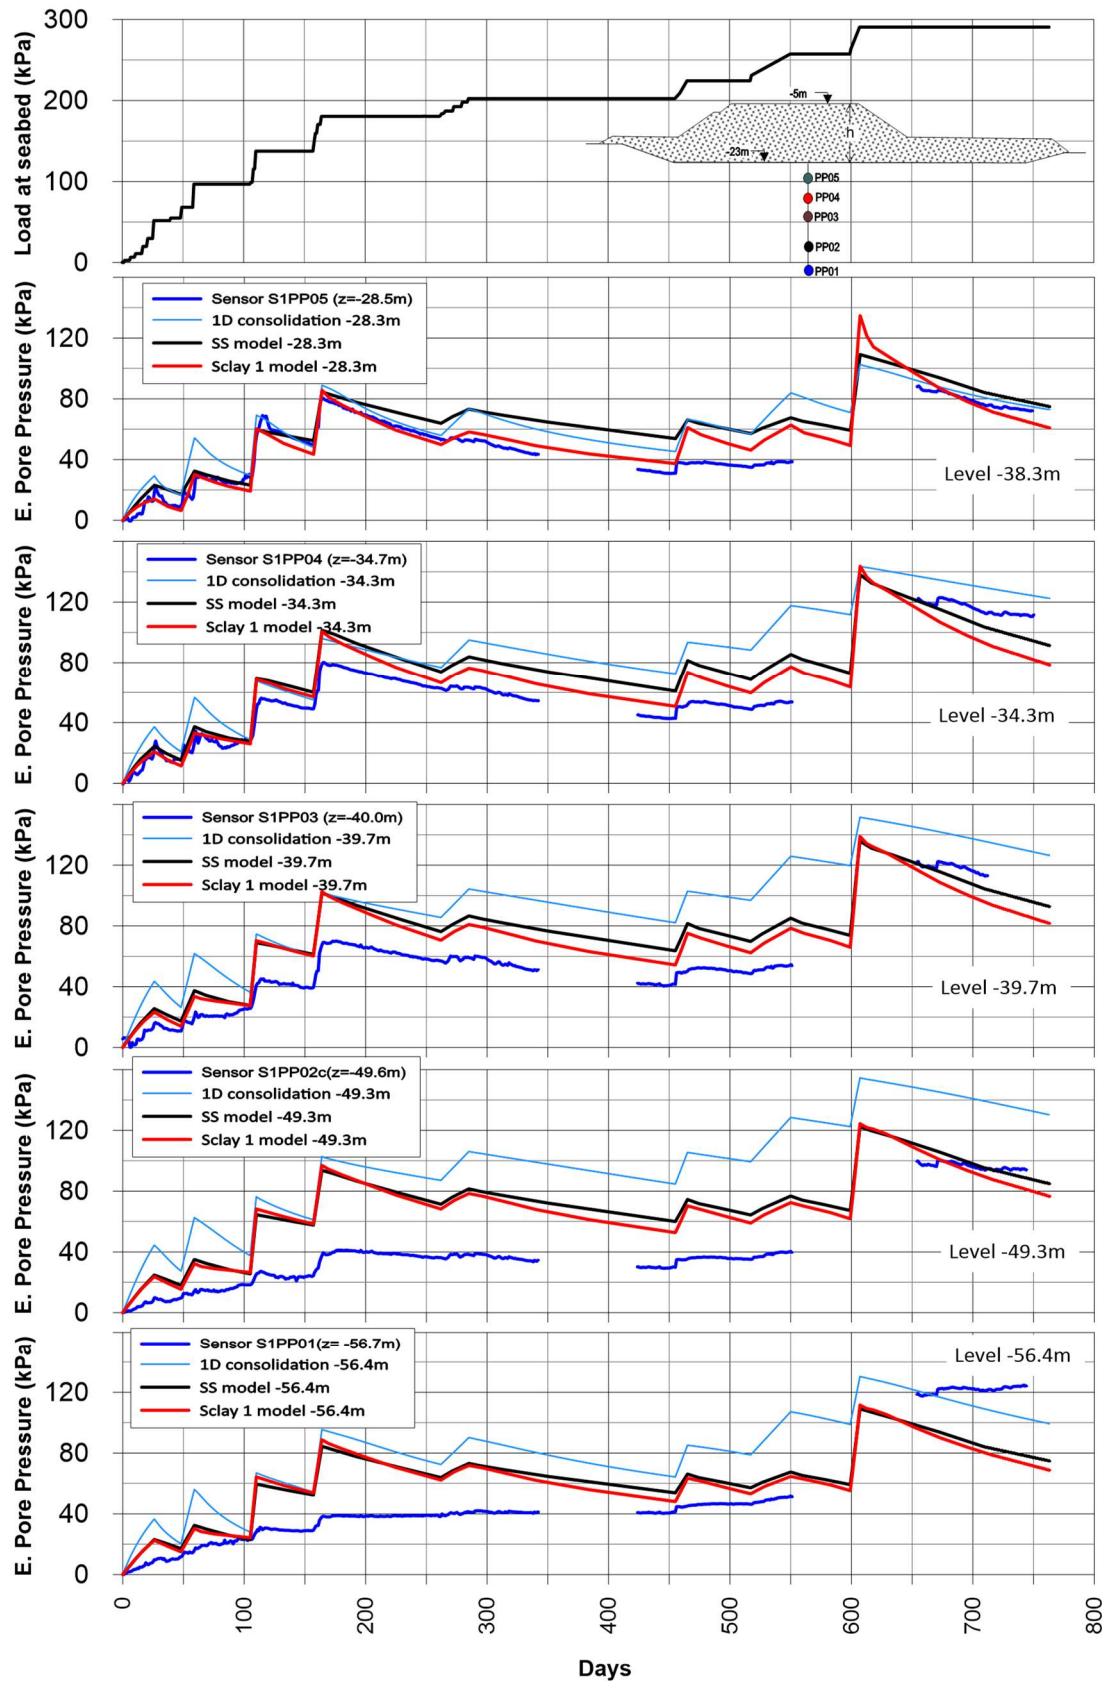 Load at seabed (kPa)
300
200
100
0
-5m
h
-23m
PP05
PP04
PP03
PP02
PP01
E. Pore Pressure (kPa)
120
80
40
0
Sensor S1PP05 (z=-28.5m)
1D consolidation -28.3m
SS model -28.3m
Sclay 1 model -28.3m
Level -38.3m
E. Pore Pressure (kPa)
120
80
40
0
Sensor S1PP04 (z=-34.7m)
1D consolidation -34.3m
SS model -34.3m
Sclay 1 model -34.3m
Level -34.3m
E. Pore Pressure (kPa)
120
80
40
0
Sensor S1PP03 (z=-40.0m)
1D consolidation -39.7m
SS model -39.7m
Sclay 1 model -39.7m
Level -39.7m
E. Pore Pressure (kPa)
120
80
40
0
Sensor S1PP02c(z=-49.6m)
1D consolidation -49.3m
SS model -49.3m
Sclay 1 model -49.3m
Level -49.3m
E. Pore Pressure (kPa)
120
80
40
0
Sensor S1PP01(z= -56.7m)
1D consolidation -56.4m
SS model -56.4m
Sclay 1 model -56.4m
Level -56.4m
0 100 200 300 400 500 600 700 800
Days